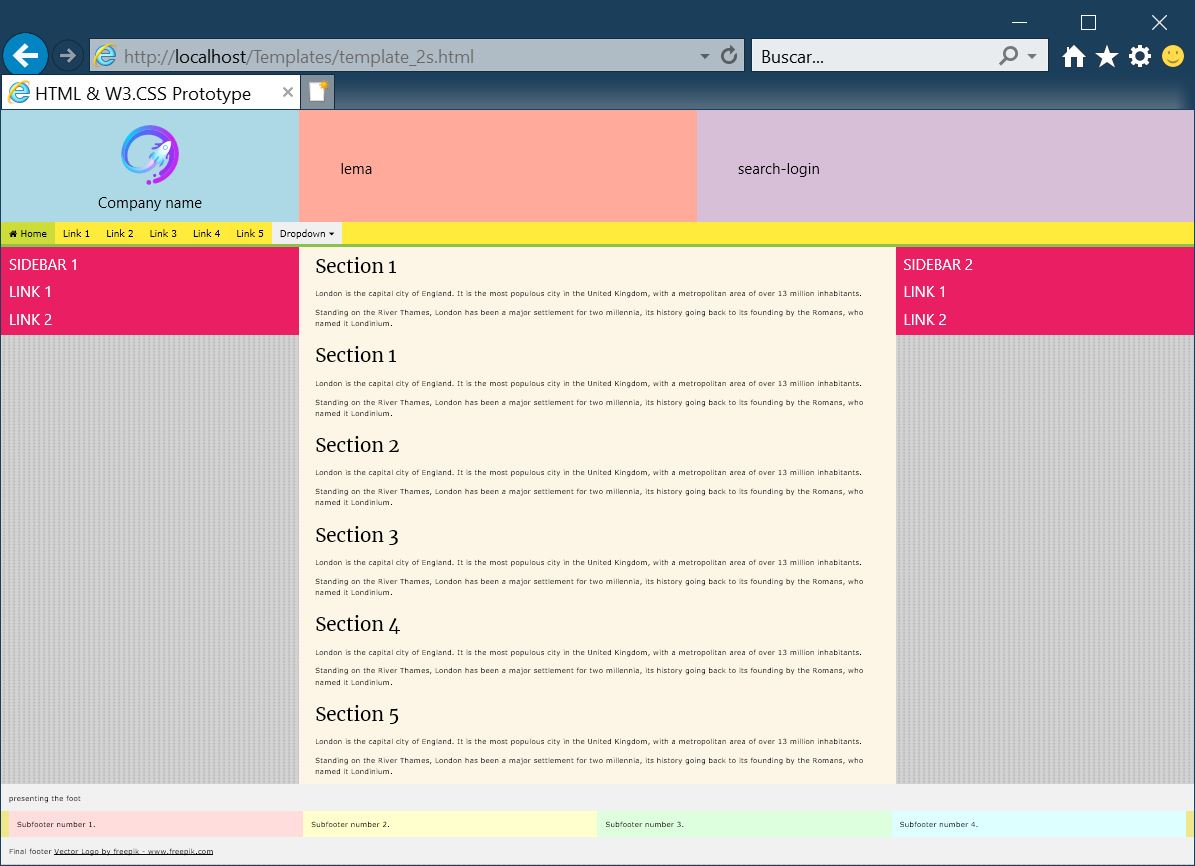 http://localhost/Templates/template_2s.html
Buscar...
HTML & W3.CSS Prototype
Company name
lema
search-login
Home Link 1 Link 2 Link 3 Link 4 Link 5 Dropdown
SIDEBAR 1
LINK 1
LINK 2
Section 1
London is the capital city of England. It is the most populous city in the United Kingdom, with a metropolitan area of over 13 million inhabitants.
Standing on the River Thames, London has been a major settlement for two millennia, its history going back to its founding by the Romans, who
named it Londinium.
Section 1
London is the capital city of England. It is the most populous city in the United Kingdom, with a metropolitan area of over 13 million inhabitants.
Standing on the River Thames, London has been a major settlement for two millennia, its history going back to its founding by the Romans, who
named it Londinium.
Section 2
London is the capital city of England. It is the most populous city in the United Kingdom, with a metropolitan area of over 13 million inhabitants.
Standing on the River Thames, London has been a major settlement for two millennia, its history going back to its founding by the Romans, who
named it Londinium.
Section 3
London is the capital city of England. It is the most populous city in the United Kingdom, with a metropolitan area of over 13 million inhabitants.
Standing on the River Thames, London has been a major settlement for two millennia, its history going back to its founding by the Romans, who
named it Londinium.
Section 4
London is the capital city of England. It is the most populous city in the United Kingdom, with a metropolitan area of over 13 million inhabitants.
Standing on the River Thames, London has been a major settlement for two millennia, its history going back to its founding by the Romans, who
named it Londinium.
Section 5
London is the capital city of England. It is the most populous city in the United Kingdom, with a metropolitan area of over 13 million inhabitants.
Standing on the River Thames, London has been a major settlement for two millennia, its history going back to its founding by the Romans, who
named it Londinium.
SIDEBAR 2
LINK 1
LINK 2
presenting the foot
Subfooter number 1.
Subfooter number 2.
Subfooter number 3.
Subfooter number 4.
Final footer Vector Logo by freepik - www.freepik.com